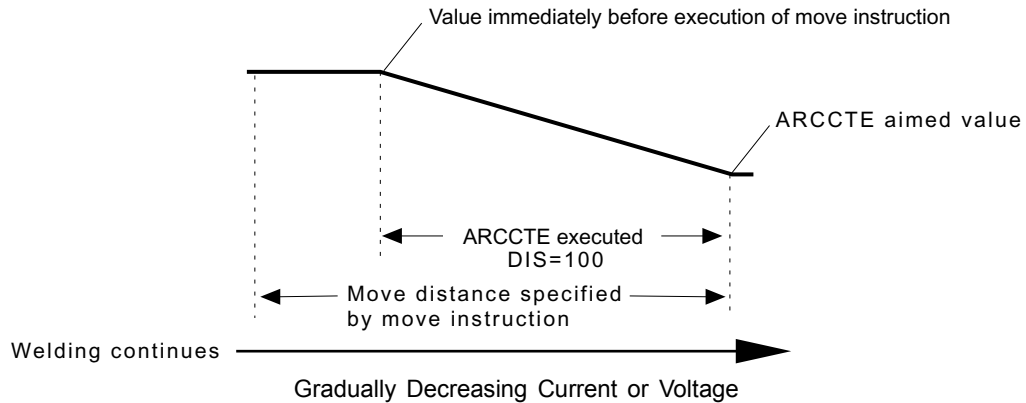 Value immediately before execution of move instruction
ARCCTE aimed value
ARCCTE executed
DIS=100
Move distance specified
by move instruction
Welding continues
Gradually Decreasing Current or Voltage